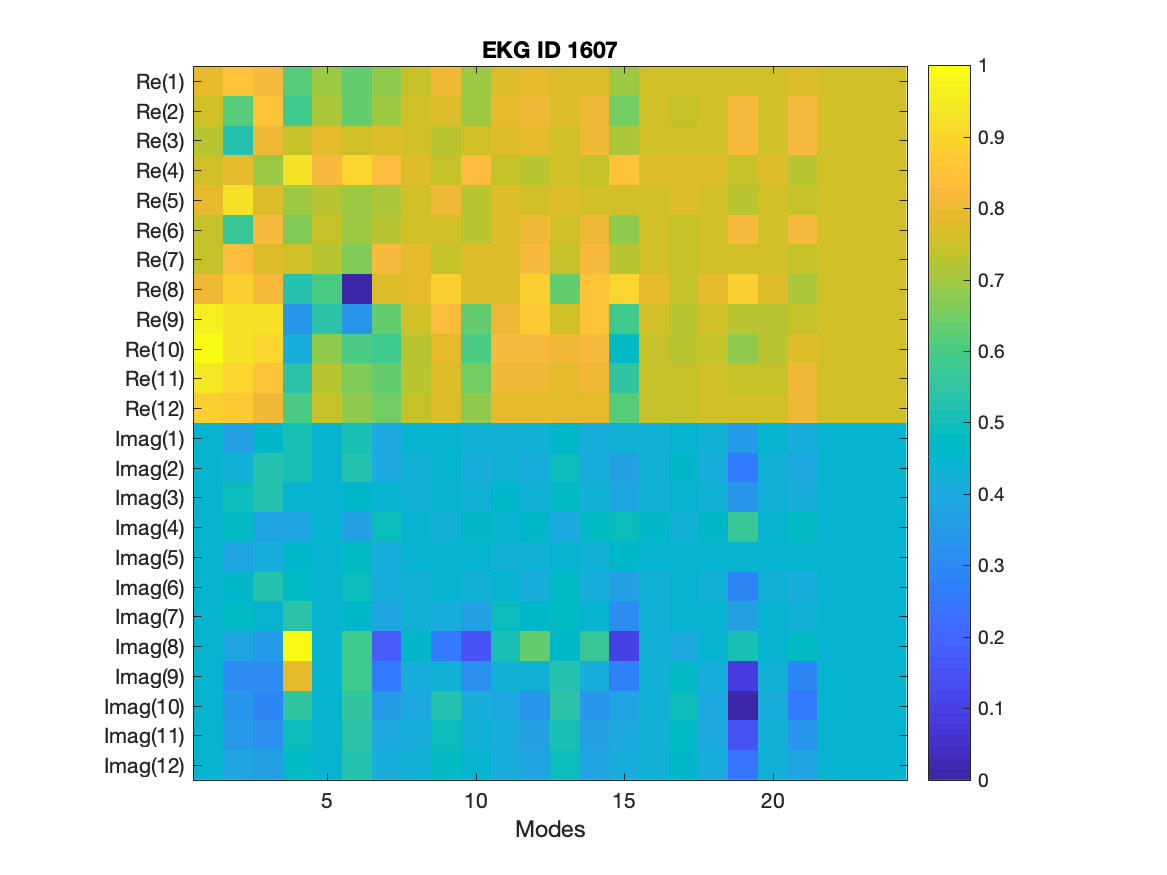 EKG ID 1607
Re(1)
Re(2)
Re(3)
Re(4)
Re(5)
Re(6)
Re(7)
Re(8)
Re(9)
Re(10)
Re(11)
Re(12)
Imag(1)
Imag(2)
Imag(3)
Imag(4)
Imag(5)
Imag(6)
Imag(7)
Imag(8)
Imag(9)
Imag(10)
Imag(11)
Imag(12)
5 10 15 20
Modes
1
0.9
0.8
0.7
0.6
0.5
0.4
0.3
0.2
0.1
0